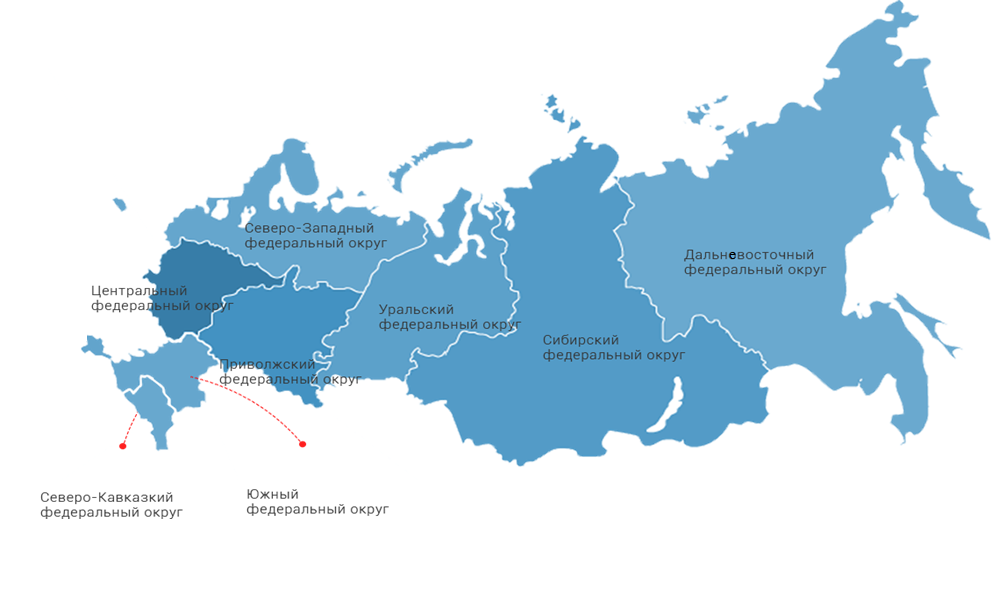 Северо-Западный
федеральный округ
Дальневосточный
федеральный округ
Центральный
федеральный округ
Уральский
федеральный округ
Сибирский
федеральный округ
Приволжский
федеральный округ
Северо-Кавказкий
федеральный округ
Южный
федеральный округ